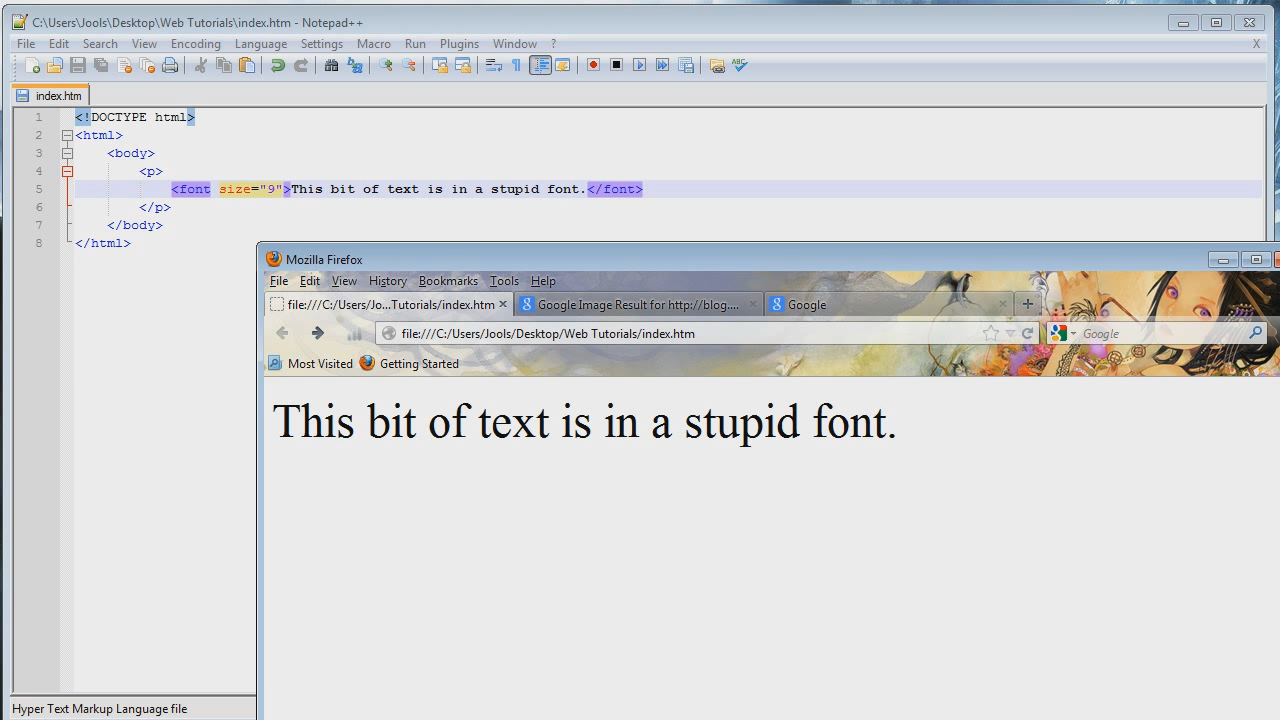 C:\Users\Jools\Desktop\Web Tutorials\index.htm - Notepad++
File Edit Search View Encoding Language Settings Macro Run Plugins Window ? X
index.htm
1 <!DOCTYPE html>
2 <html>
3 <body>
4 <p>
5 <font size="9">This bit of text is in a stupid font.</font>
6 </p>
7 </body>
8 </html>
Mozilla Firefox
File Edit View History Bookmarks Tools Help
file:///C:/Users/Jo...Tutorials/index.htm Google Image Result for http://blog.... Google
file:///C:/Users/Jools/Desktop/Web Tutorials/index.htm Google
Most Visited Getting Started
This bit of text is in a stupid font.
Hyper Text Markup Language file